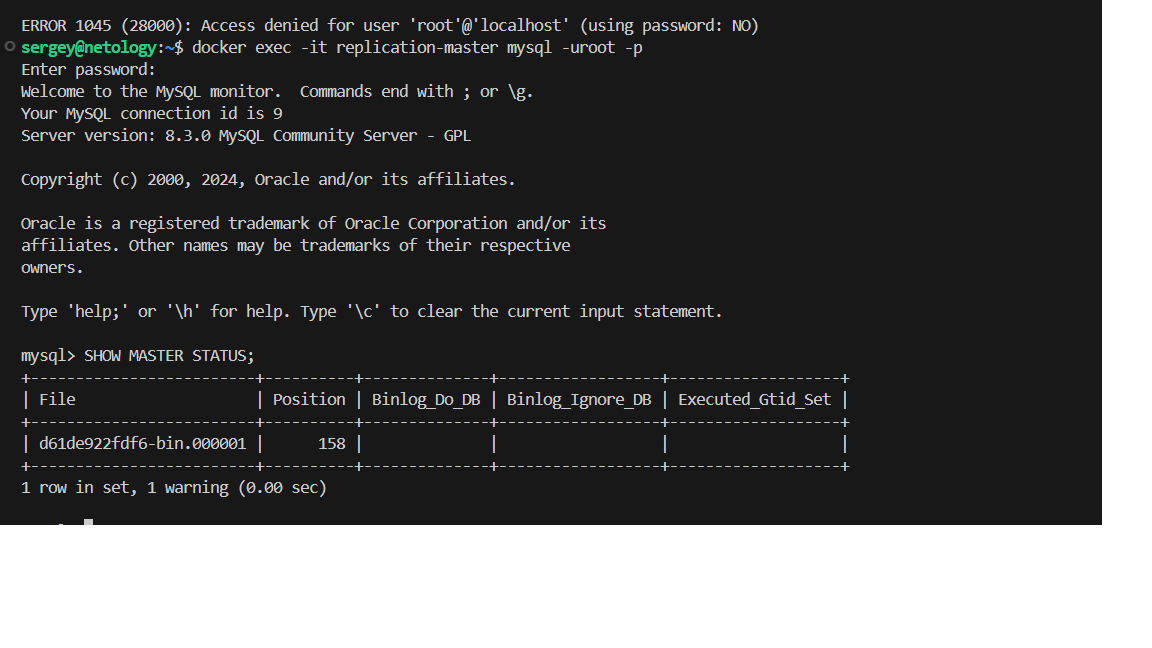 ERROR 1045 (28000): Access denied for user 'root'@'localhost' (using password: NO)
sergey@netology:~$ docker exec -it replication-master mysql -uroot -p
Enter password:
Welcome to the MySQL monitor.  Commands end with ; or \g.
Your MySQL connection id is 9
Server version: 8.3.0 MySQL Community Server - GPL
Copyright (c) 2000, 2024, Oracle and/or its affiliates.
Oracle is a registered trademark of Oracle Corporation and/or its
affiliates. Other names may be trademarks of their respective
owners.
Type 'help;' or '\h' for help. Type '\c' to clear the current input statement.
mysql> SHOW MASTER STATUS;
+-------------------------+----------+--------------+------------------+-------------------+
| File                    | Position | Binlog_Do_DB | Binlog_Ignore_DB | Executed_Gtid_Set |
+-------------------------+----------+--------------+------------------+-------------------+
| d61de922fdf6-bin.000001 |      158 |              |                  |                   |
+-------------------------+----------+--------------+------------------+-------------------+
1 row in set, 1 warning (0.00 sec)